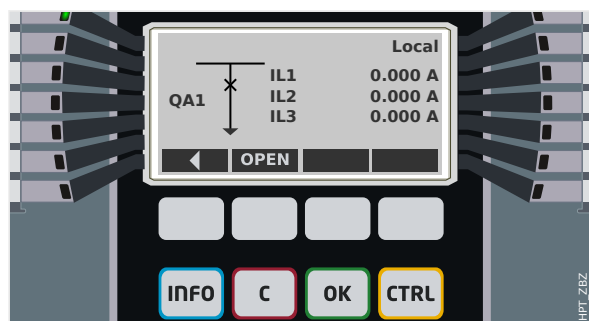 Local
IL1 0.000 A
QA1 IL2 0.000 A
IL3 0.000 A
OPEN
INFO C OK CTRL
HPT_ZBZ